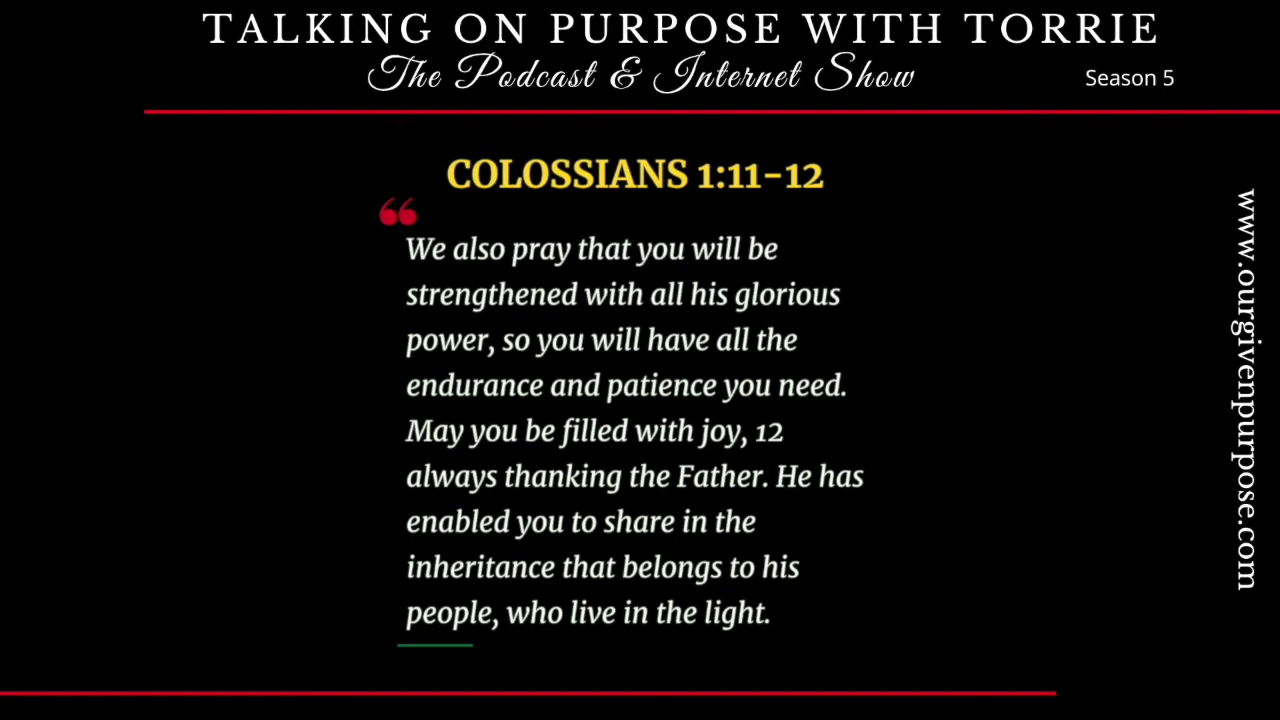 TALKING ON PURPOSE WITH TORRIE
The Podcast & Internet Show
Season 5
COLOSSIANS 1:11-12
“
We also pray that you will be
strengthened with all his glorious
power, so you will have all the
endurance and patience you need.
May you be filled with joy, 12
always thanking the Father. He has
enabled you to share in the
inheritance that belongs to his
people, who live in the light.
www.ourgivenpurpose.com